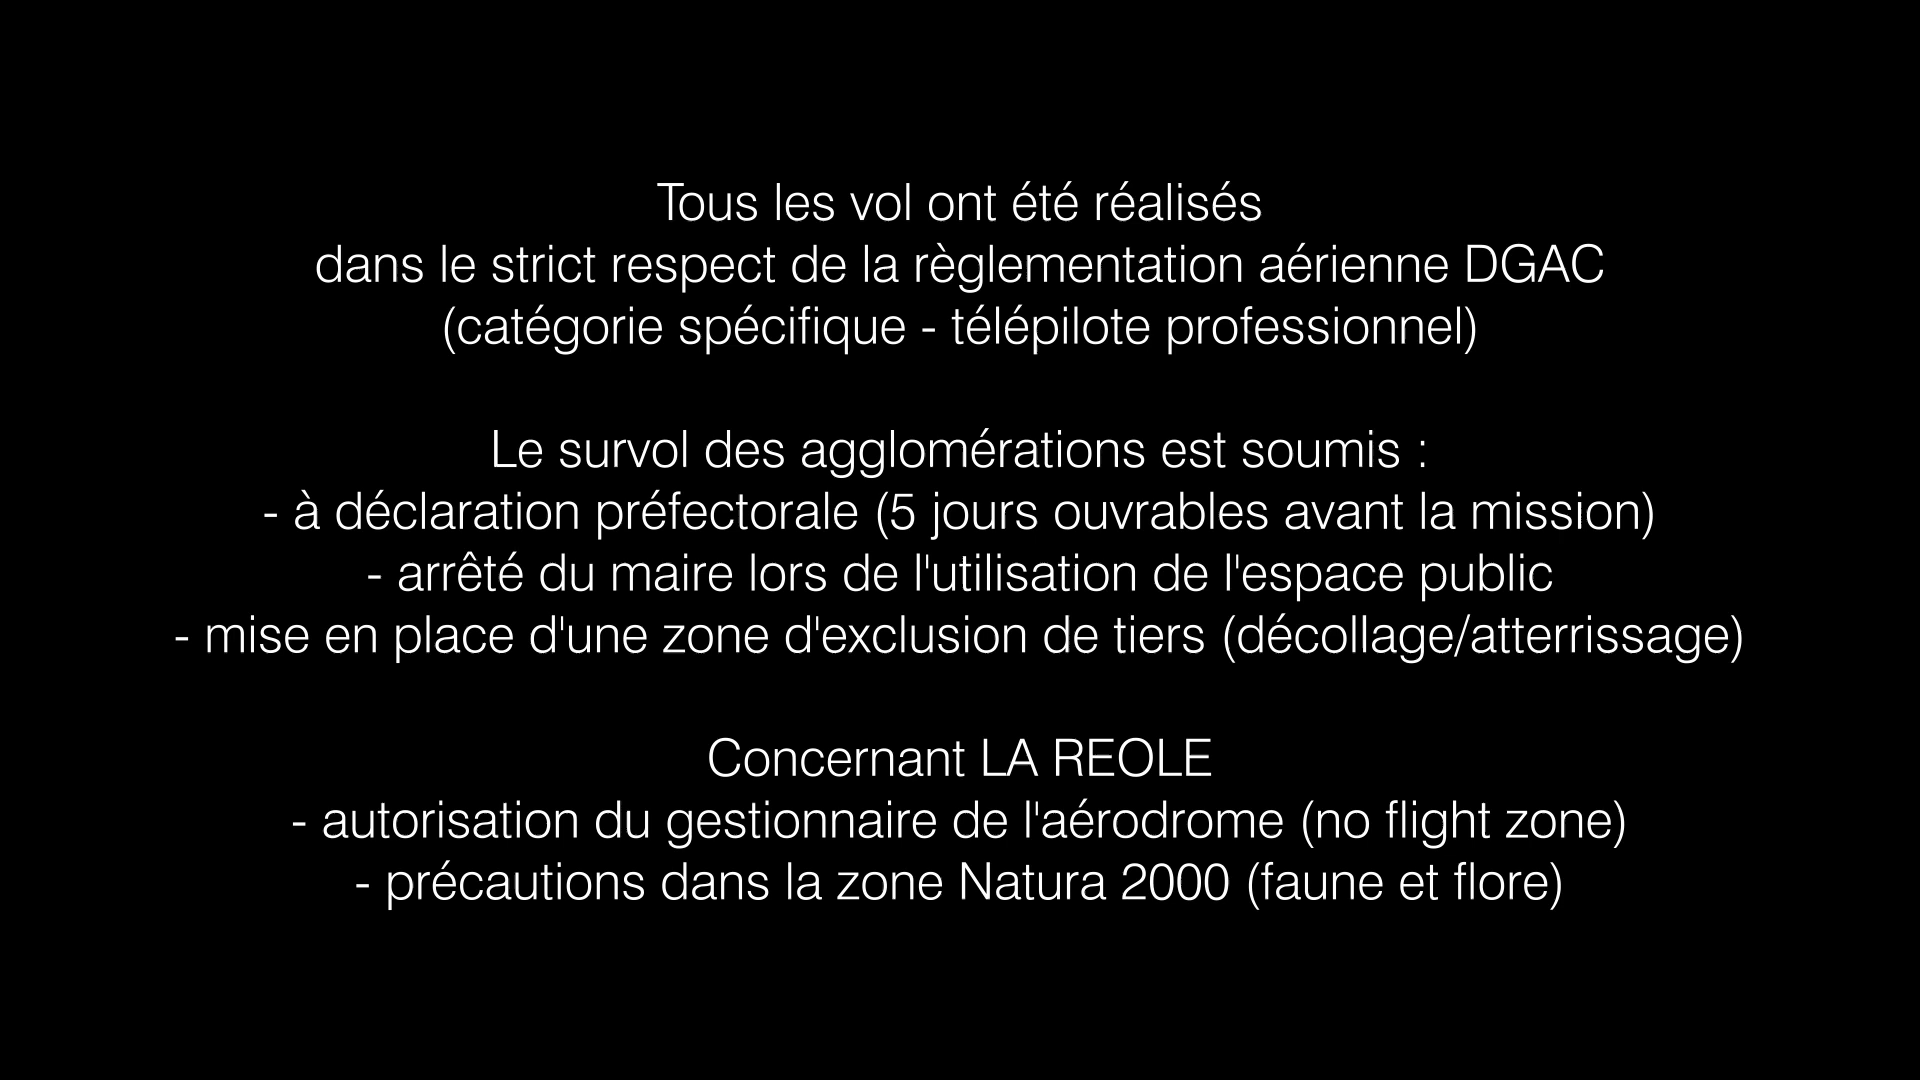 Tous les vol ont été réalisés
dans le strict respect de la règlementation aérienne DGAC
(catégorie spécifique - télépilote professionnel)
Le survol des agglomérations est soumis :
- à déclaration préfectorale (5 jours ouvrables avant la mission)
- arrêté du maire lors de l'utilisation de l'espace public
- mise en place d'une zone d'exclusion de tiers (décollage/atterrissage)
Concernant LA REOLE
- autorisation du gestionnaire de l'aérodrome (no flight zone)
- précautions dans la zone Natura 2000 (faune et flore)